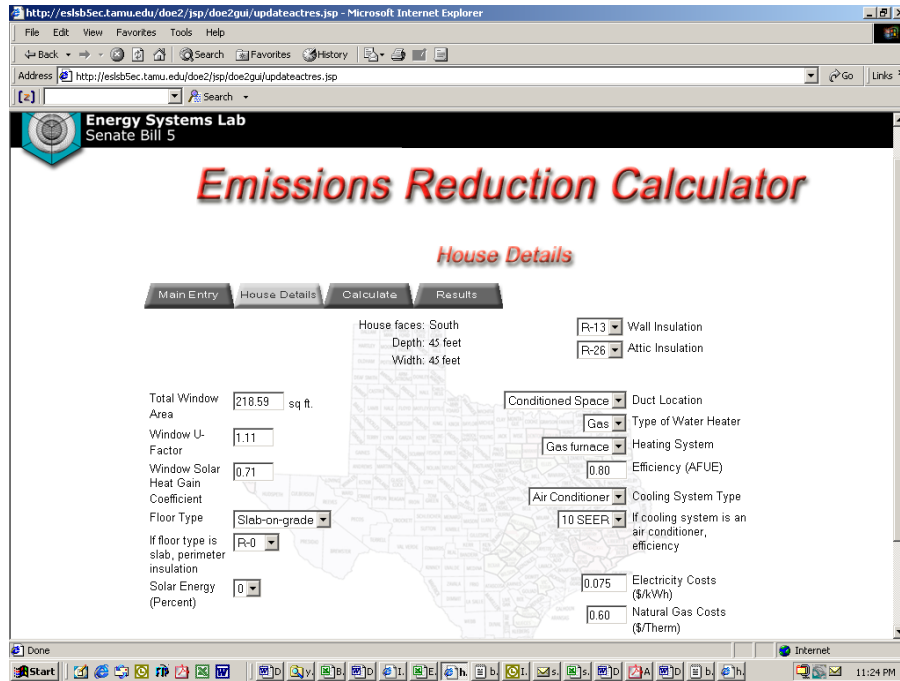 http://eslsb5ec.tamu.edu/doe2/jsp/doe2gui/updateactres.jsp - Microsoft Internet Explorer
File Edit View Favorites Tools Help
Back Search Favorites History
Address http://eslsb5ec.tamu.edu/doe2/jsp/doe2gui/updateactres.jsp Go Links
[z] Search
Energy Systems Lab
Senate Bill 5
Emissions Reduction Calculator
House Details
Main Entry House Details Calculate Results
House faces: South
Depth: 45 feet
Width: 45 feet
R-13 Wall Insulation
R-26 Attic Insulation
Total Window Area 218.59 sq ft.
Window U-
Factor 1.11
Window Solar
Heat Gain
Coefficient 0.71
Floor Type Slab-on-grade
If floor type is
slab, perimeter
insulation R-0
Solar Energy
(Percent) 0
Conditioned Space Duct Location
Gas Type of Water Heater
Gas furnace Heating System
0.80 Efficiency (AFUE)
Air Conditioner Cooling System Type
10 SEER If cooling system is an
air conditioner,
efficiency
0.075 Electricity Costs
($/kWh)
0.60 Natural Gas Costs
($/Therm)
Done Internet
Start 11:24 PM